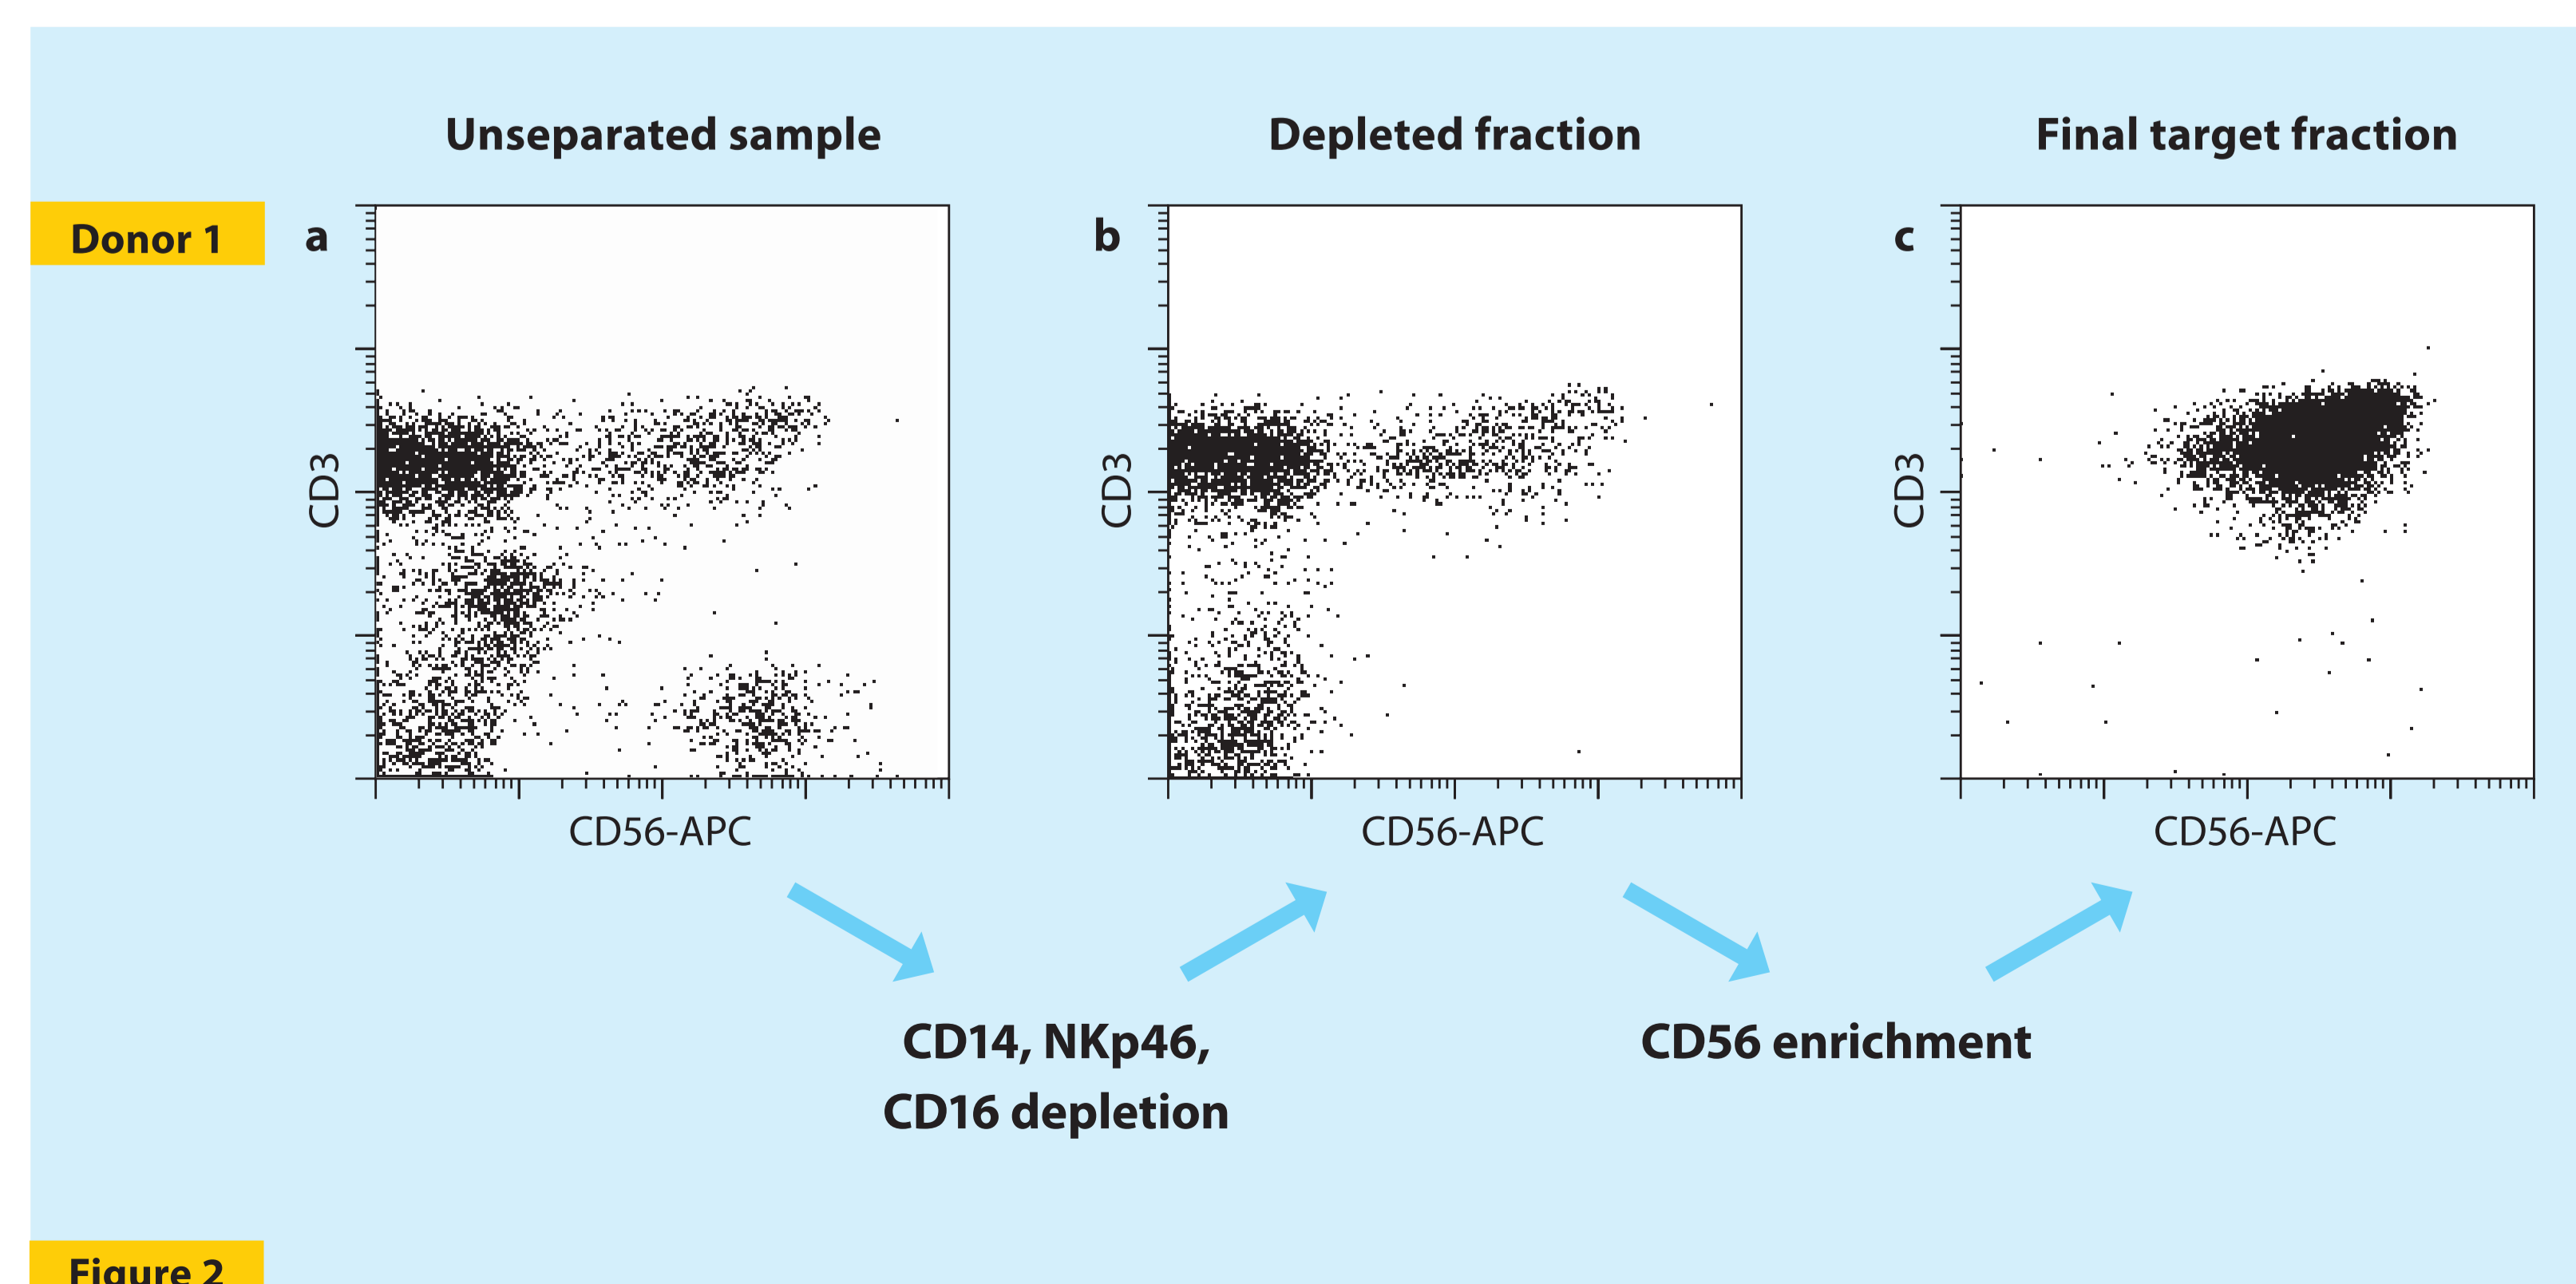 Unseparated sample
Depleted fraction
Final target fraction
Donor 1
a
b
c
CD3
CD3
CD3
CD56-APC
CD56-APC
CD56-APC
CD14, NKp46,
CD16 depletion
CD56 enrichment
Figure 2